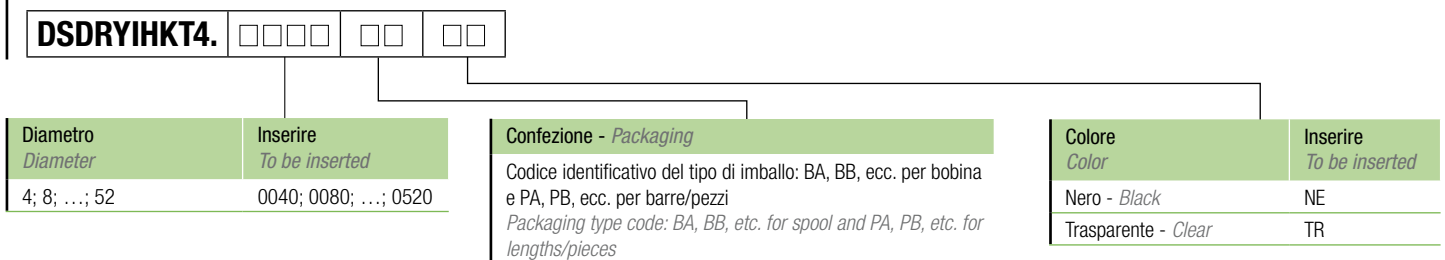 DSDRYIHKT4. □□□□ □□ □□
Diametro Inserire
Diameter To be inserted
4; 8; …; 52 0040; 0080; …; 0520
Confezione - Packaging
Codice identificativo del tipo di imballo: BA, BB, ecc. per bobina
e PA, PB, ecc. per barre/pezzi
Packaging type code: BA, BB, etc. for spool and PA, PB, etc. for
lengths/pieces
Colore Inserire
Color To be inserted
Nero - Black NE
Trasparente - Clear TR